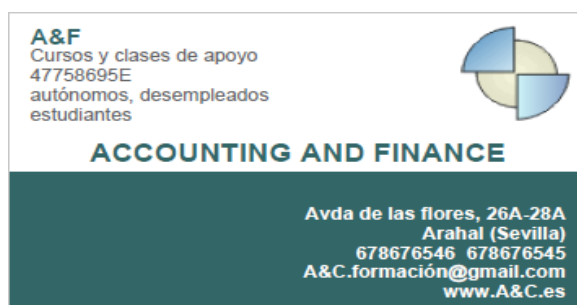 A&F
Cursos y clases de apoyo
47758695E
autónomos, desempleados
estudiantes
ACCOUNTING AND FINANCE
Avda de las flores, 26A-28A
Arahal (Sevilla)
678676546 678676545
A&C.formación@gmail.com
www.A&C.es